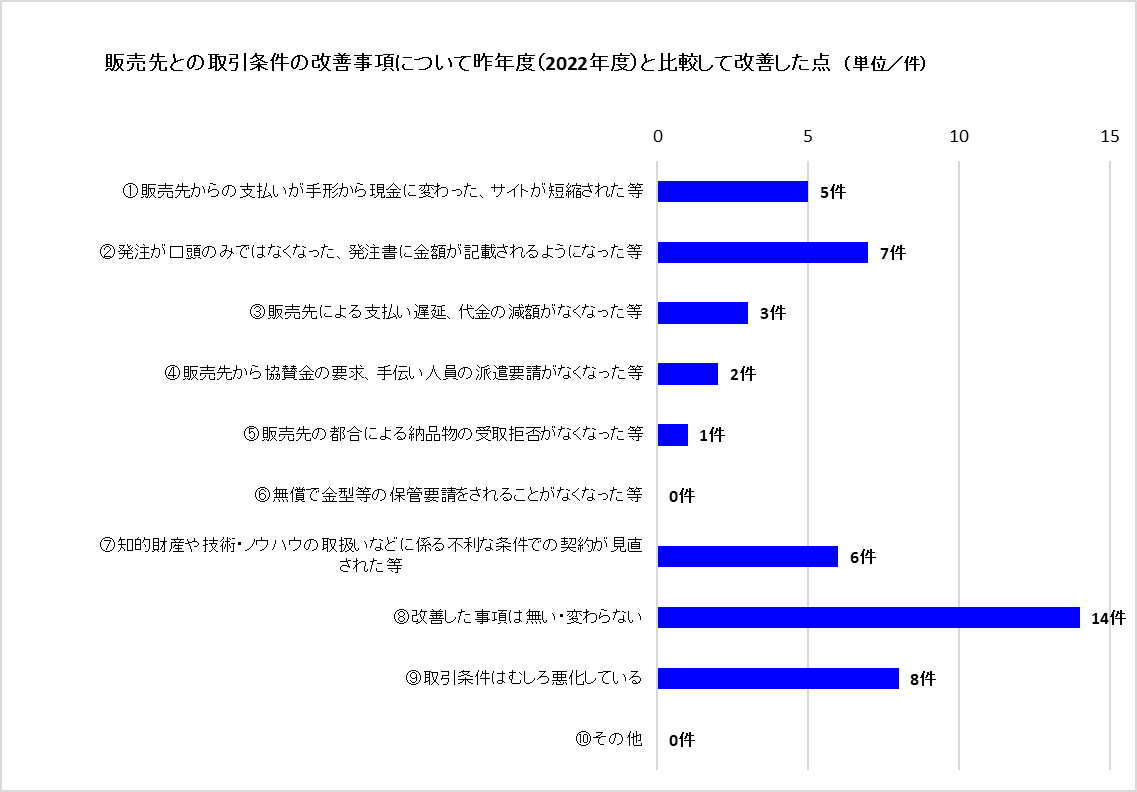 販売先との取引条件の改善事項について昨年度(2022年度)と比較して改善した点 (単位/件)
0 5 10 15
①販売先からの支払いが手形から現金に変わった、サイトが短縮された等 5件
②発注が口頭のみではなくなった、発注書に金額が記載されるようになった等 7件
③販売先による支払い遅延、代金の減額がなくなった等 3件
④販売先から協賛金の要求、手伝い人員の派遣要請がなくなった等 2件
⑤販売先の都合による納品物の受取拒否がなくなった等 1件
⑥無償で金型等の保管要請をされることがなくなった等 0件
⑦知的財産や技術・ノウハウの取扱いなどに係る不利な条件での契約が見直
された等 6件
⑧改善した事項は無い・変わらない 14件
⑨取引条件はむしろ悪化している 8件
⑩その他 0件